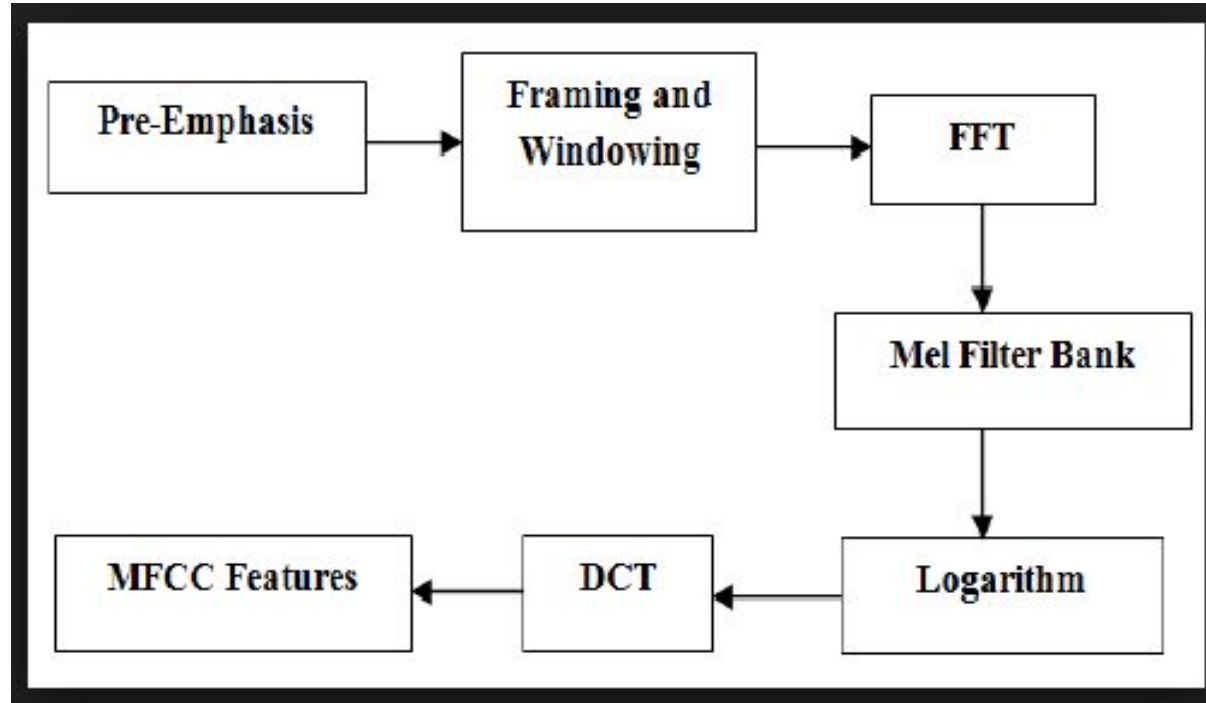 Pre-Emphasis
Framing and
Windowing
FFT
Mel Filter Bank
Logarithm
DCT
MFCC Features